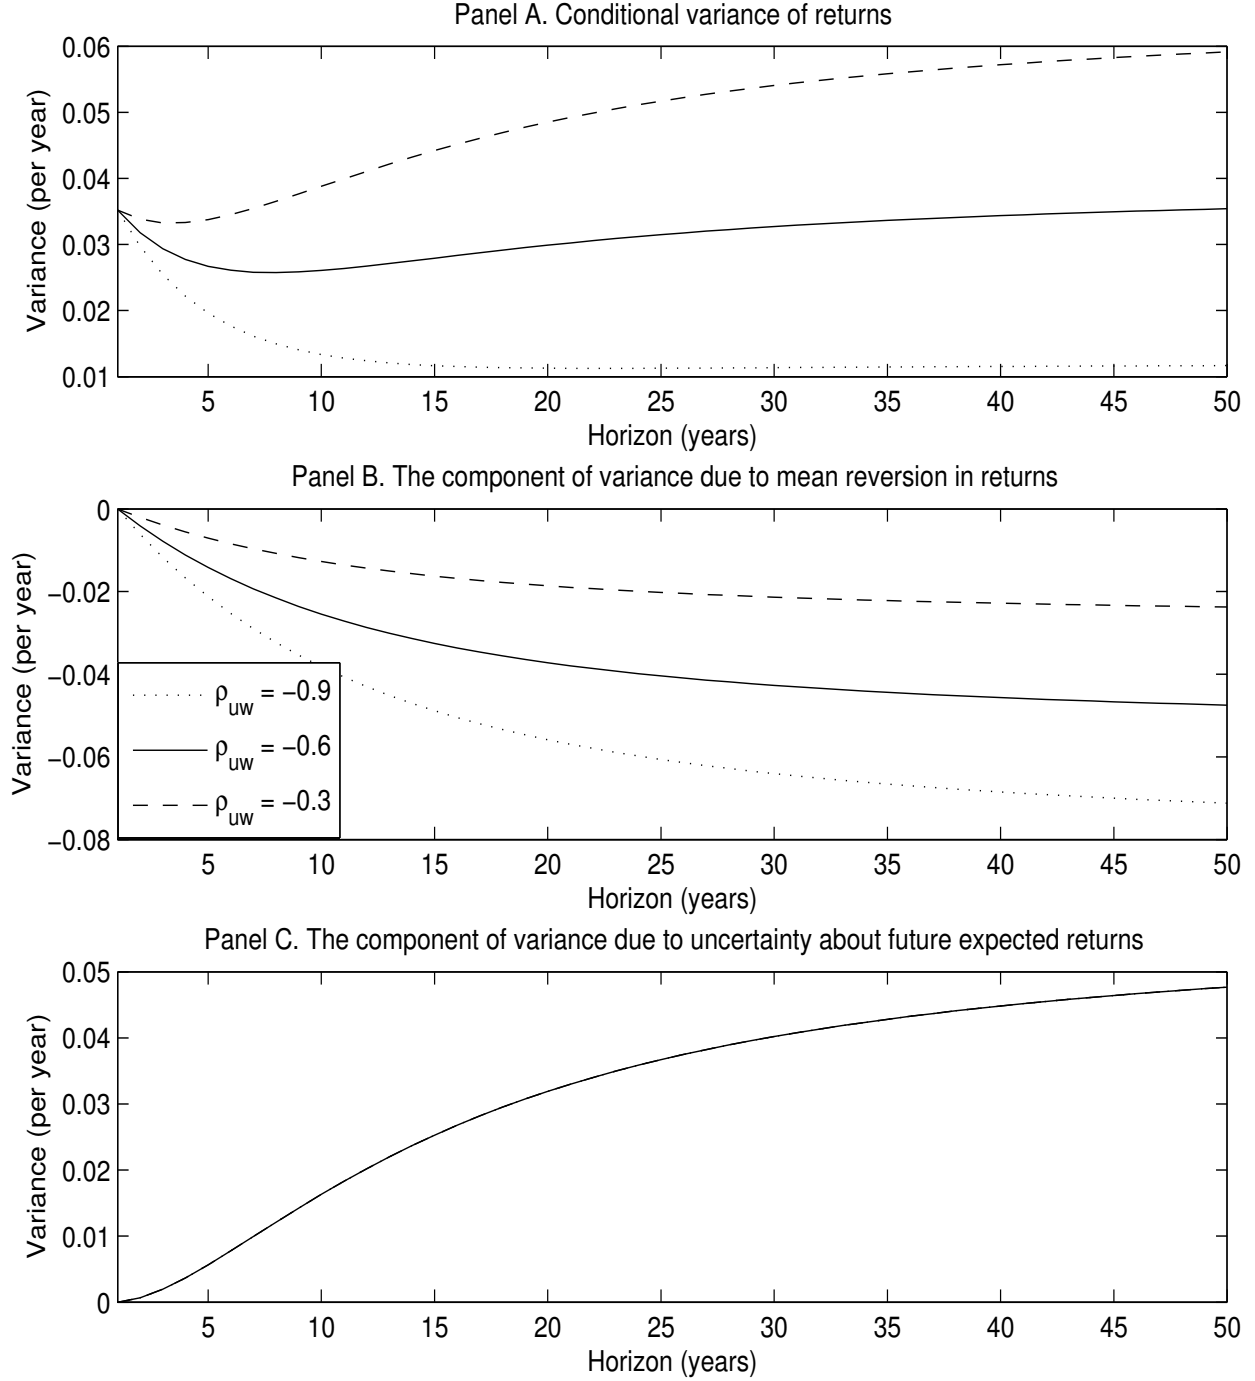 Panel A. Conditional variance of returns
Variance (per year)
0.06
0.05
0.04
0.03
0.02
0.01
5 10 15 20 25 30 35 40 45 50
Horizon (years)
Panel B. The component of variance due to mean reversion in returns
Variance (per year)
0
−0.02
−0.04
−0.06
−0.08
ρuw = −0.9
ρuw = −0.6
ρuw = −0.3
5 10 15 20 25 30 35 40 45 50
Horizon (years)
Panel C. The component of variance due to uncertainty about future expected returns
Variance (per year)
0.05
0.04
0.03
0.02
0.01
0
5 10 15 20 25 30 35 40 45 50
Horizon (years)